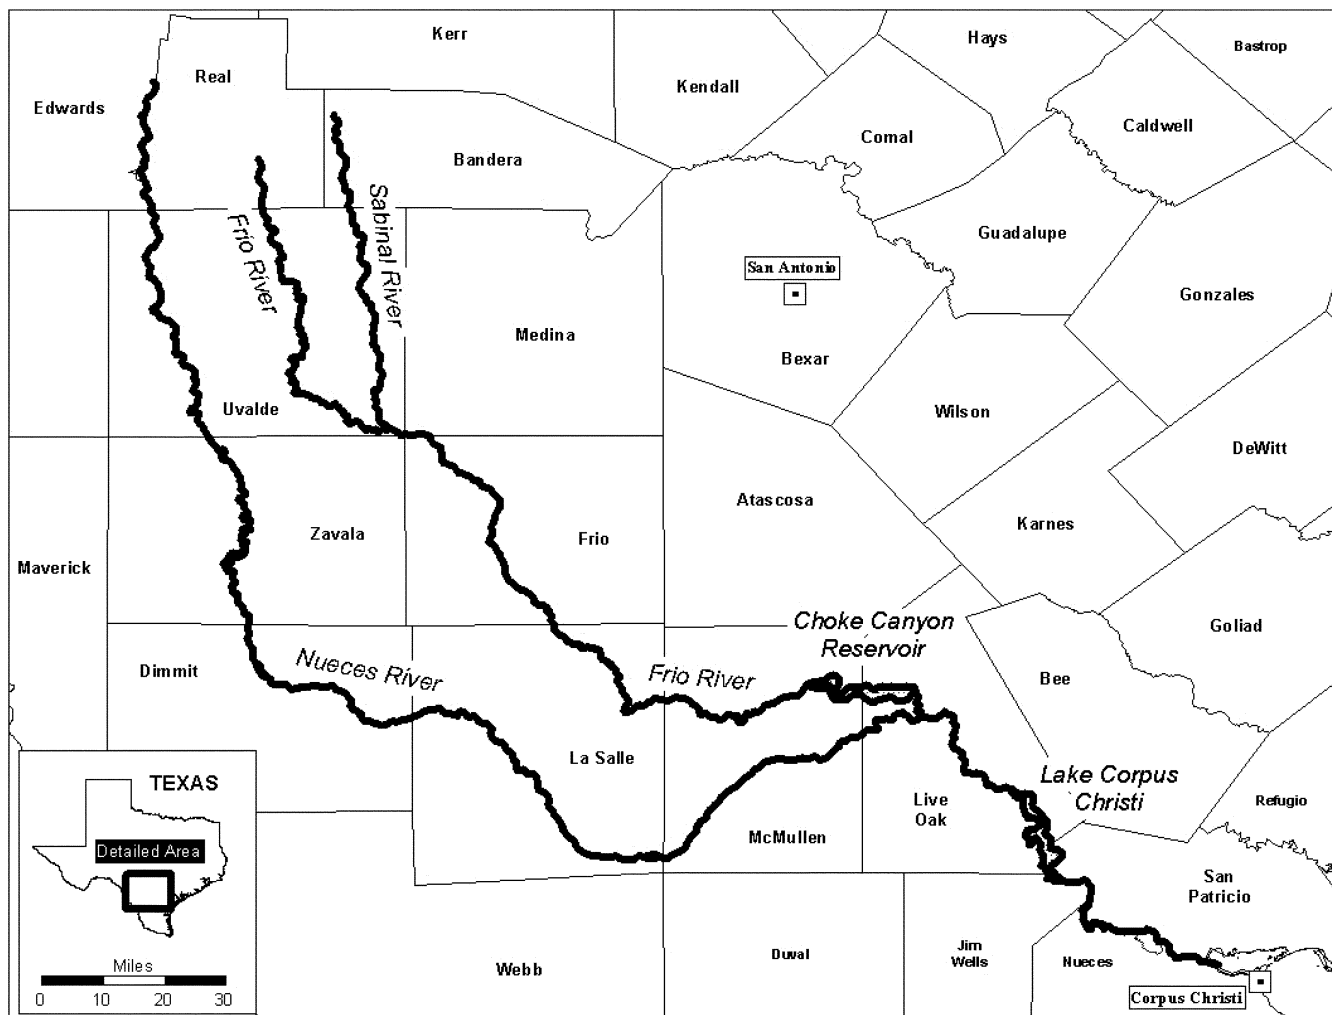 Kerr
Hays
Bastrop
Real
Kendall
Edwards
Comal
Caldwell
Bandera
Sabinal River
Frio River
Guadalupe
San Antonio
Gonzales
Medina
Bexar
Uvalde
Wilson
DeWitt
Atascosa
Karnes
Zavala
Frio
Maverick
Choke Canyon
Reservoir
Goliad
Dimmit
Nueces River
Frio River
Bee
La Salle
Lake Corpus
Christi
Live
Oak
Refugio
McMullen
San
Patricio
Duval
Jim
Wells
Nueces
Webb
Corpus Christi
TEXAS
Detailed Area
Miles
0 10 20 30